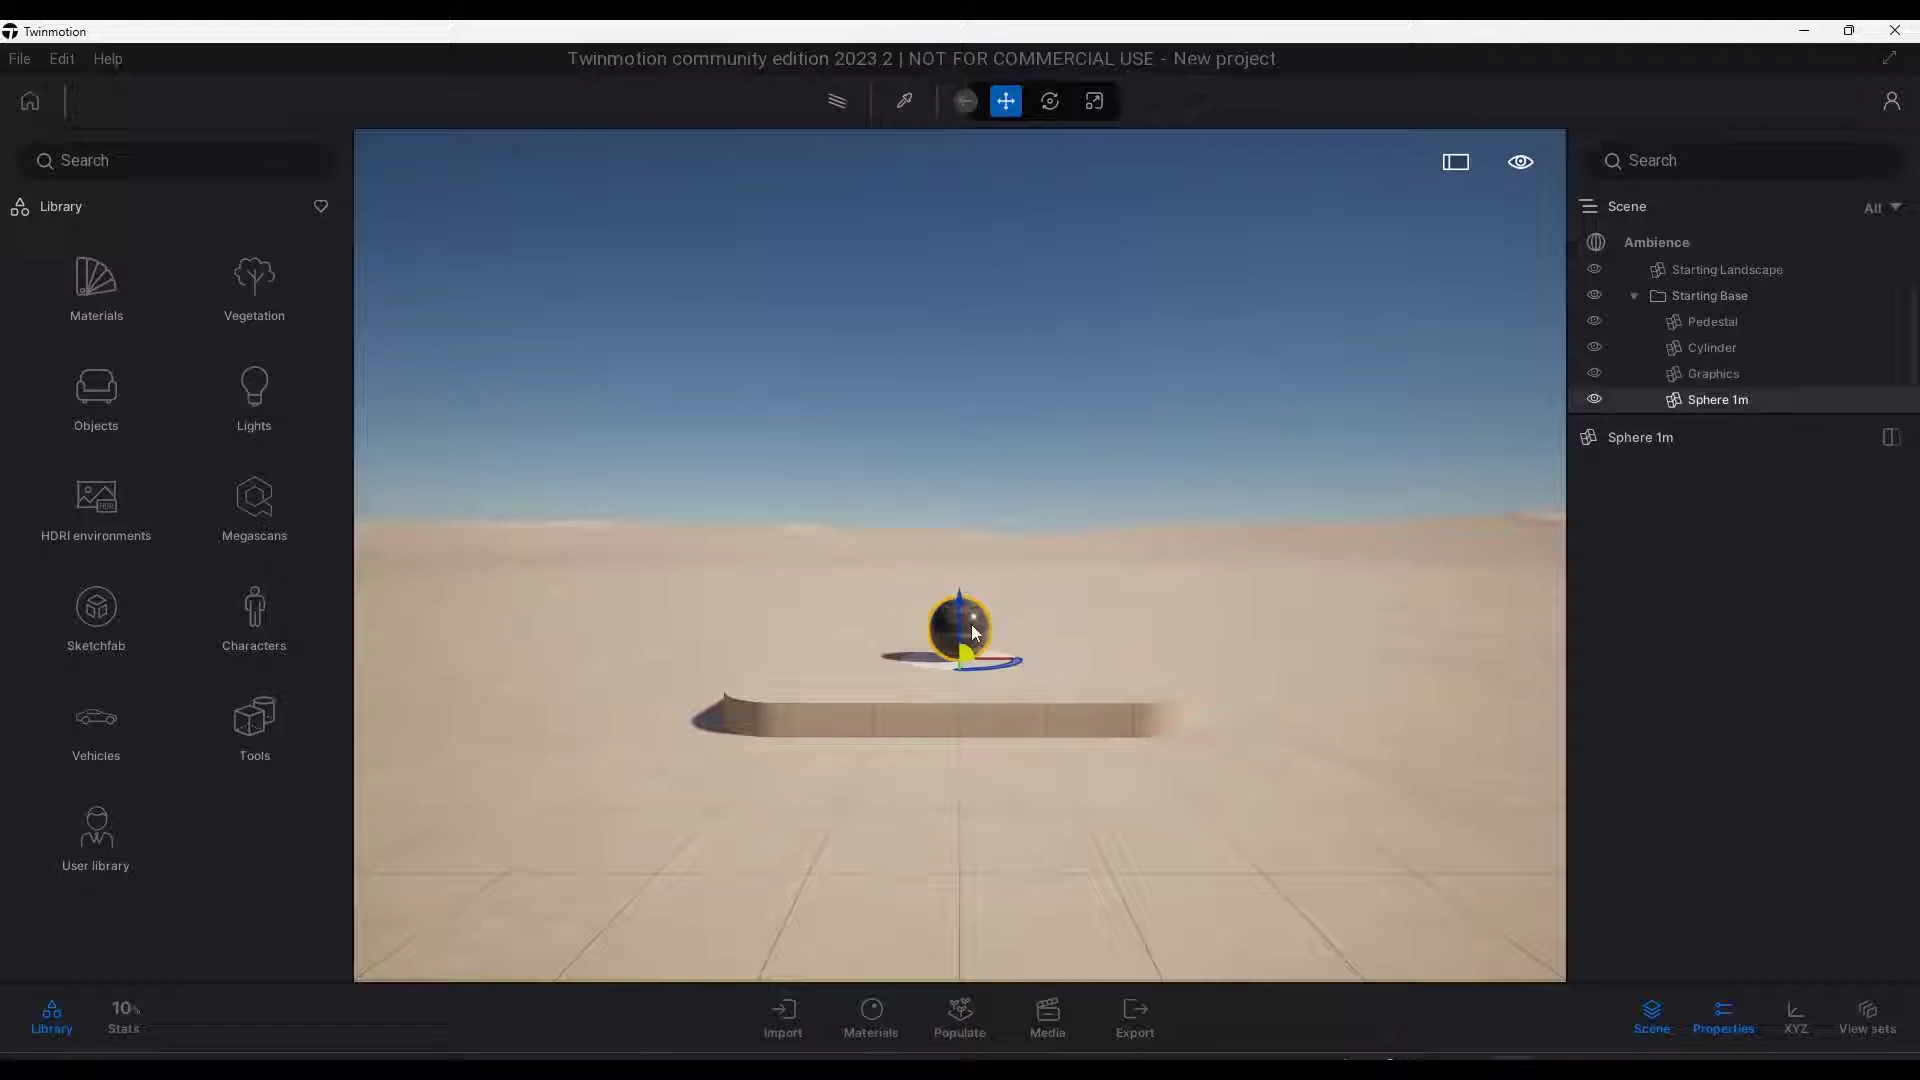 Twinmotion
File Edit Help
Twinmotion community edition 2023.2 | NOT FOR COMMERCIAL USE - New project
Search
Library
Materials
Vegetation
Objects
Lights
HDRI environments
Megascans
Sketchfab
Characters
Vehicles
Tools
User library
Search
Scene
All
Ambience
Starting Landscape
Starting Base
Pedestal
Cylinder
Graphics
Sphere 1m
Sphere 1m
Library
10%
Stats
Import
Materials
Populate
Media
Export
Scene
Properties
XYZ
View sets